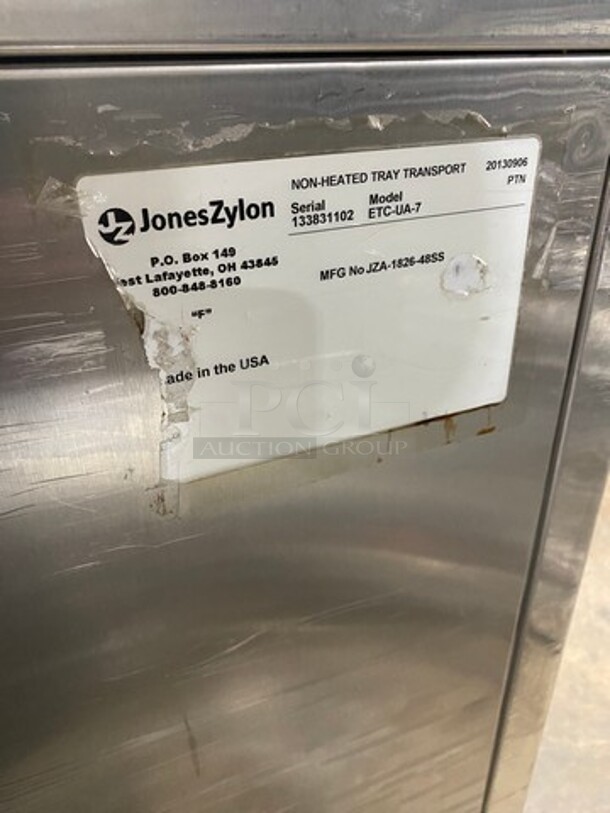 JZ JonesZylon
P.O. Box 149
est Lafayette, OH 43845
800-848-8160
"F"
ade in the USA
NON-HEATED TRAY TRANSPORT
20130906
PTN
Serial Model
133831102 ETC-UA-7
MFG No JZA-1826-48SS
PCI
AUCTION GROUP